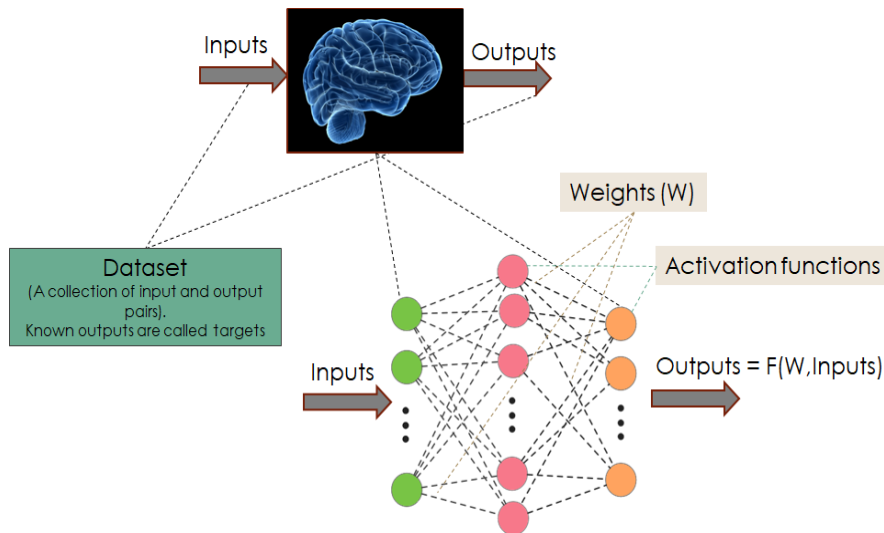 Inputs
Outputs
Weights (W)
Dataset
(A collection of input and output
pairs).
Known outputs are called targets
Activation functions
Inputs
Outputs = F(W,Inputs)